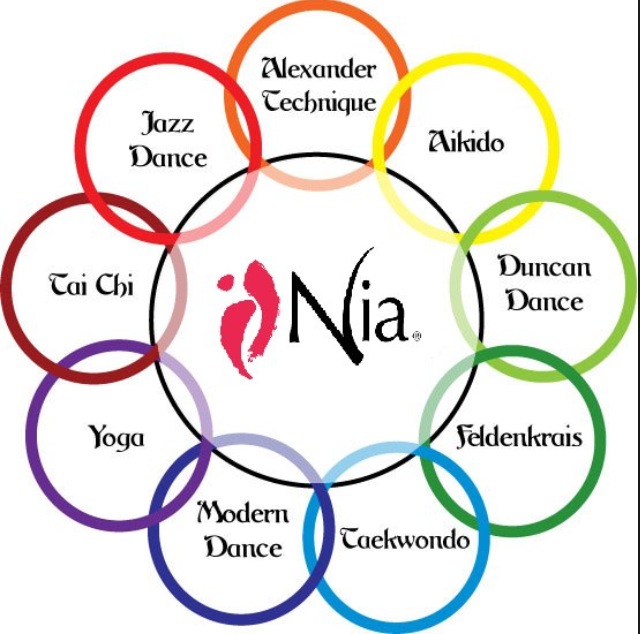 Alexander
Technique
Jazz
Dance
Aikido
Tai Chi
Duncan
Dance
Nia®
Yoga
Feldenkrais
Modern
Dance
Taekwondo